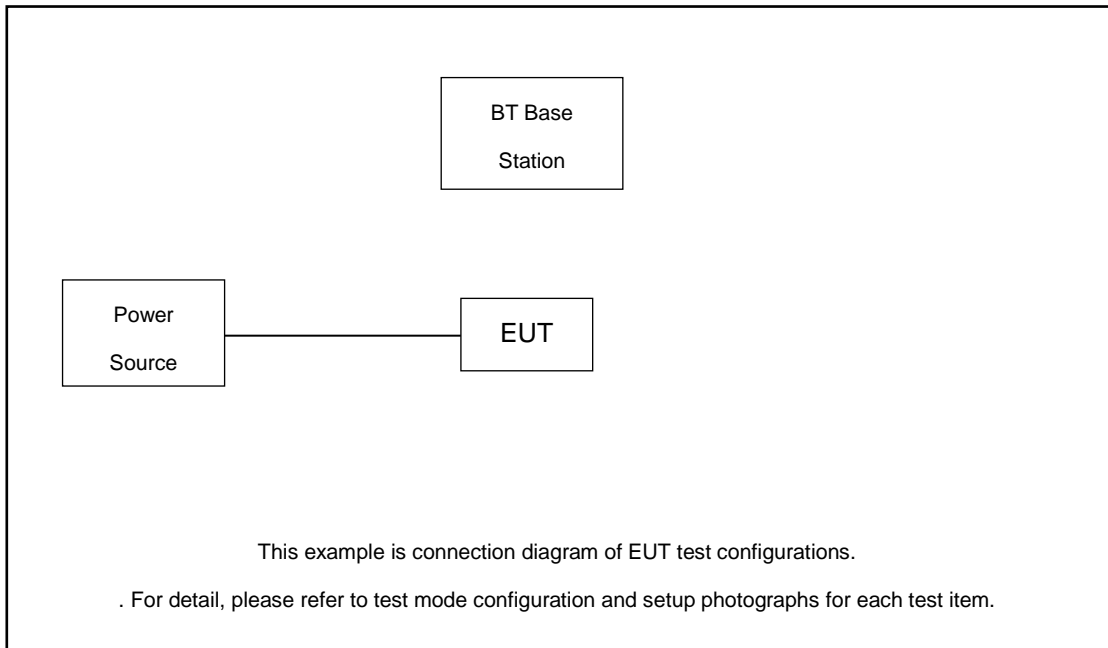 BT Base
Station
Power
Source
EUT
This example is connection diagram of EUT test configurations.
. For detail, please refer to test mode configuration and setup photographs for each test item.